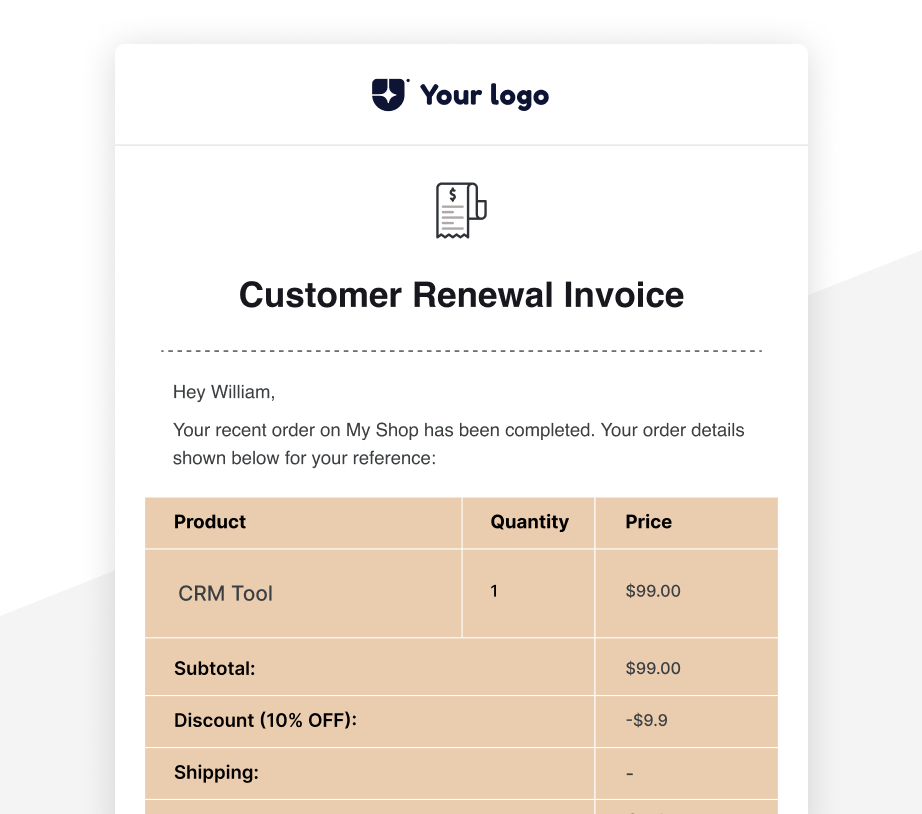 Your logo
$
Customer Renewal Invoice
Hey William,
Your recent order on My Shop has been completed. Your order details
shown below for your reference:
Product Quantity Price
CRM Tool 1 $99.00
Subtotal: $99.00
Discount (10% OFF): -$9.9
Shipping: -